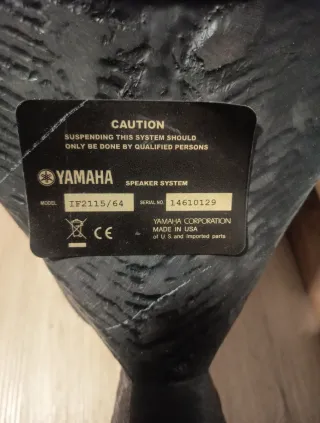 CAUTION
SUSPENDING THIS SYSTEM SHOULD
ONLY BE DONE BY QUALIFIED PERSONS
YAMAHA SPEAKER SYSTEM
MODEL IF2115/64 SERIAL NO. 14610129
YAMAHA CORPORATION
MADE IN USA
of U.S and imported parts